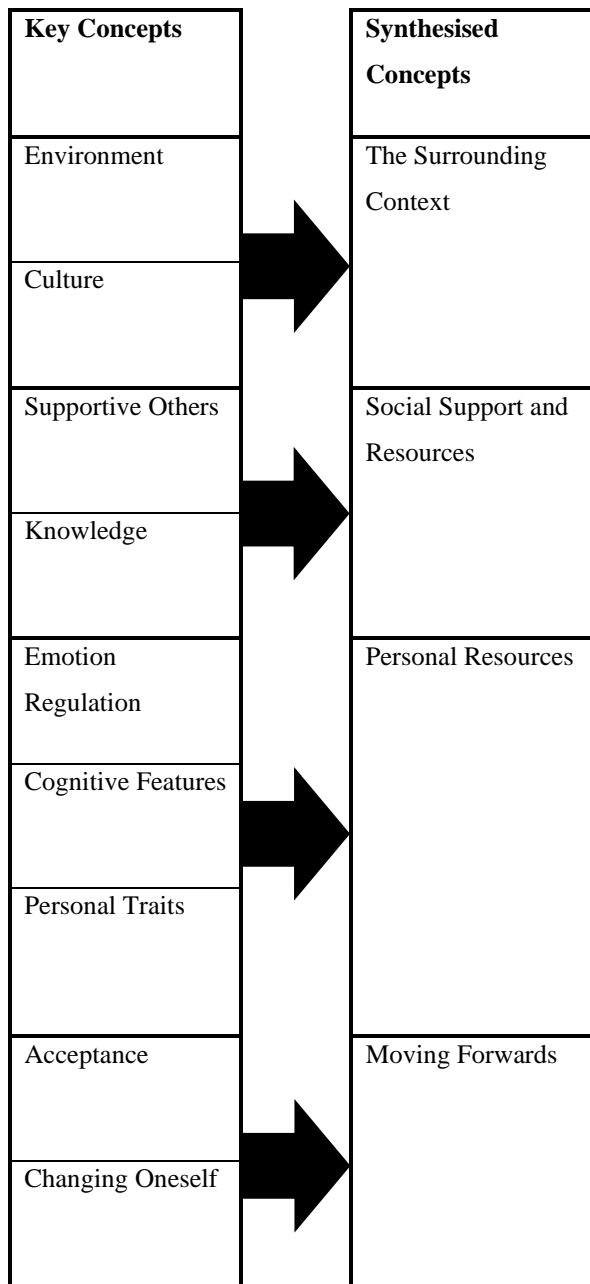 Key Concepts
Synthesised
Concepts
Environment
The Surrounding
Context
Culture
Supportive Others
Social Support and
Resources
Knowledge
Emotion
Regulation
Personal Resources
Cognitive Features
Personal Traits
Acceptance
Moving Forwards
Changing Oneself